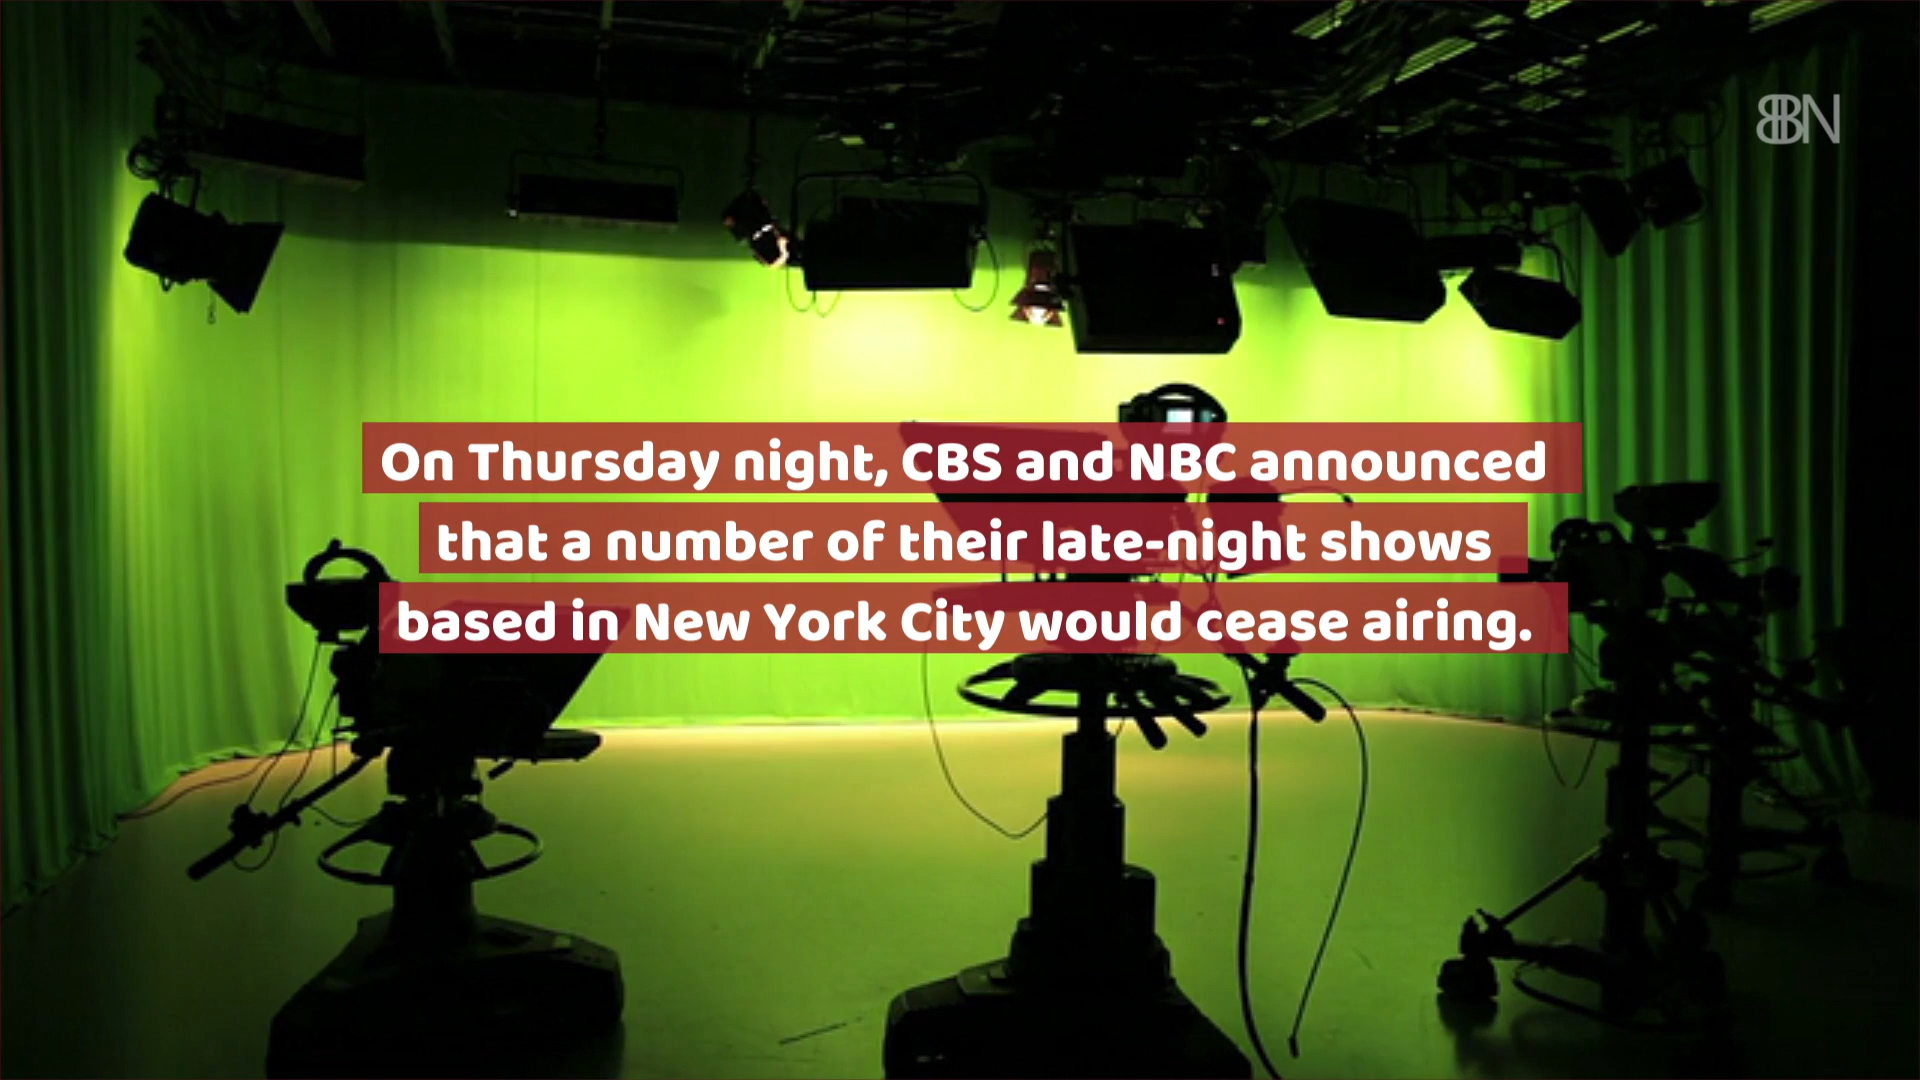 BBN
On Thursday night, CBS and NBC announced
that a number of their late-night shows
based in New York City would cease airing.